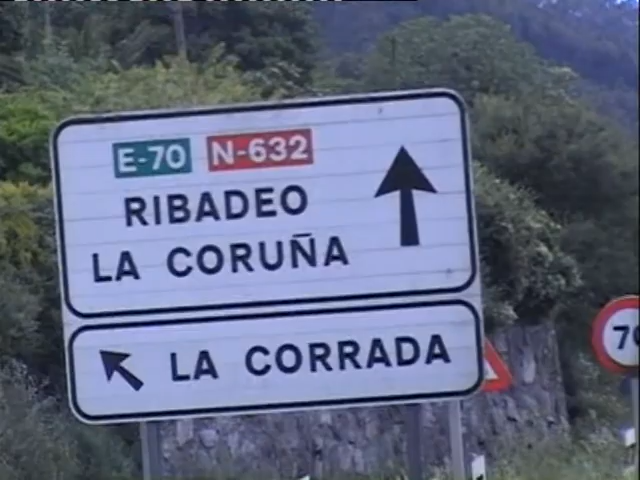 E-70 N-632
RIBADEO
LA CORUÑA
LA CORRADA
70